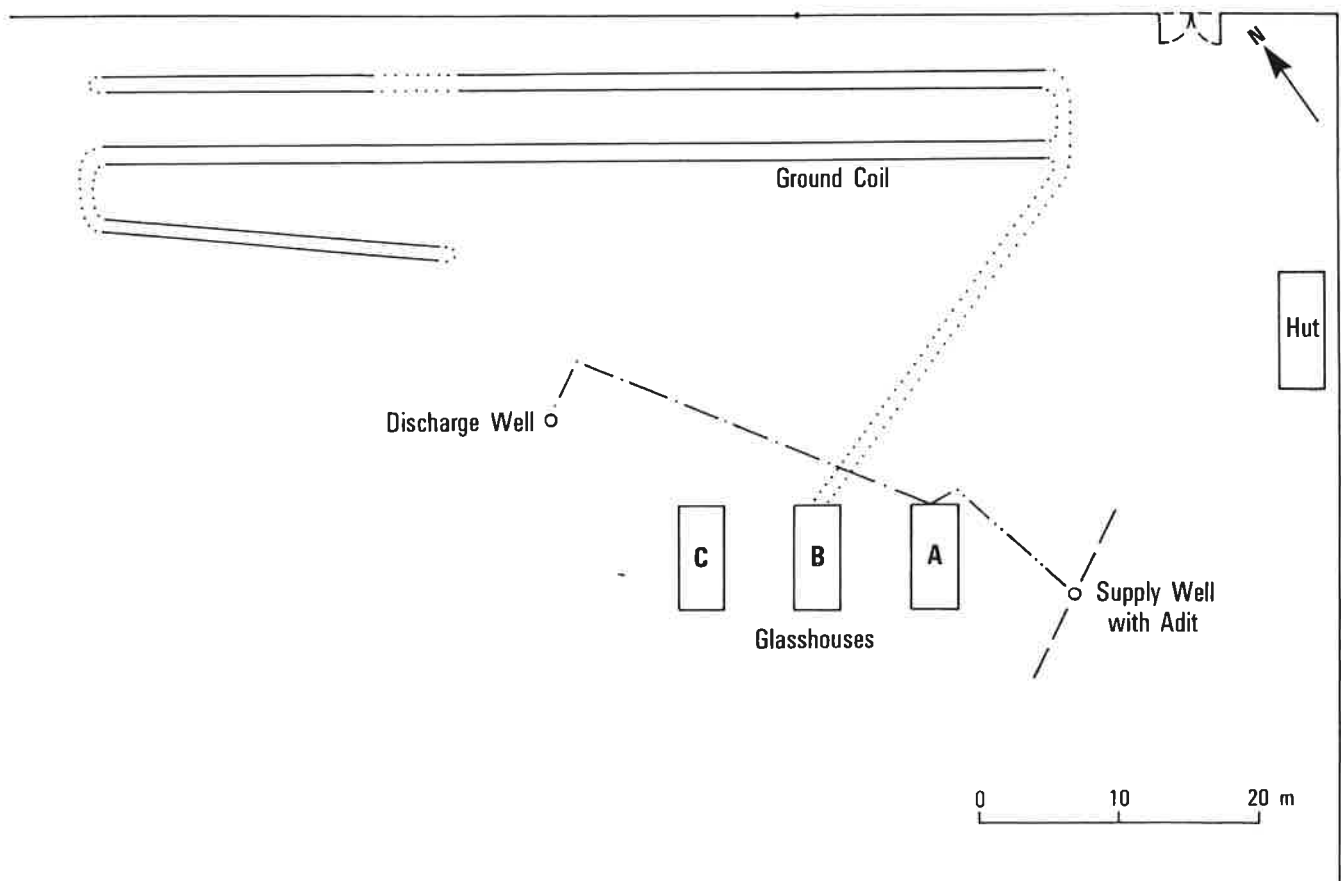 N
Ground Coil
Hut
Discharge Well
C
B
A
Supply Well
with Adit
Glasshouses
0 10 20 m